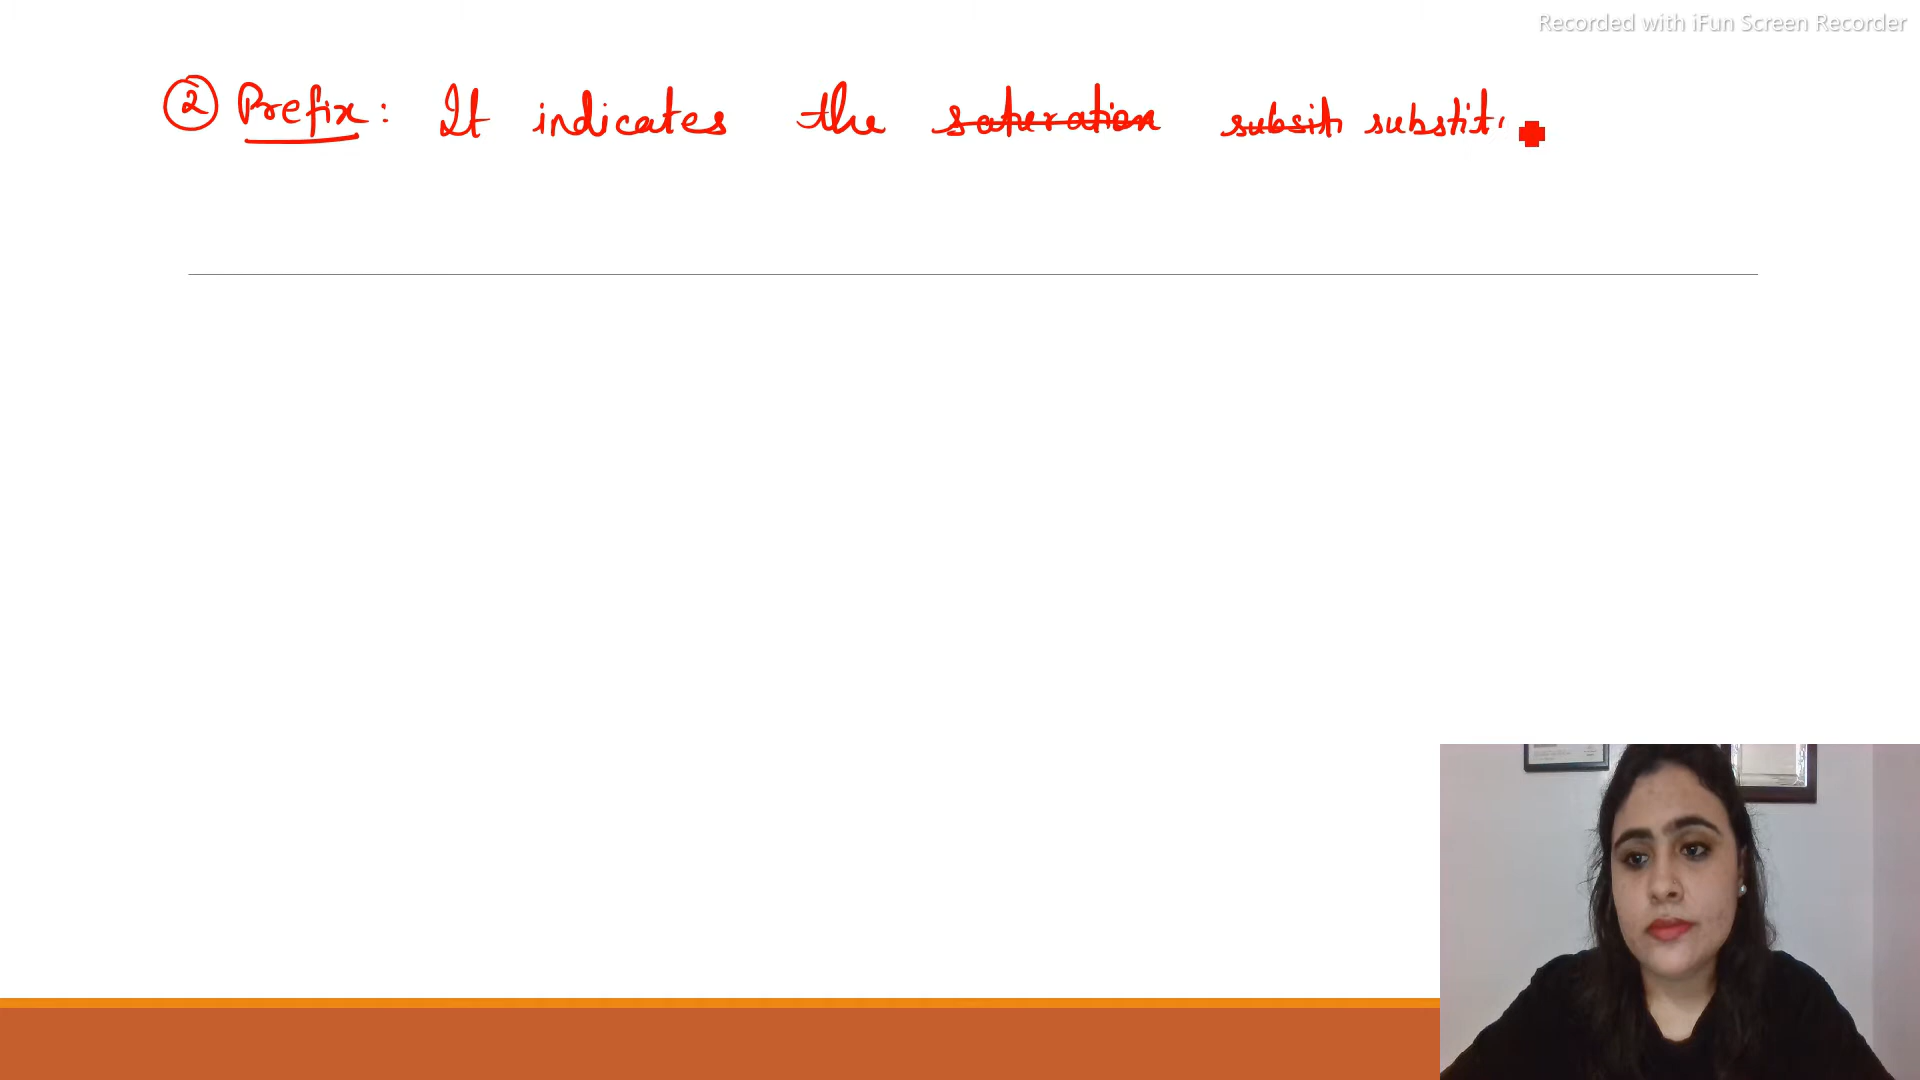 Recorded with iFun Screen Recorder
② Prefix: It indicates the saturation subsit substit